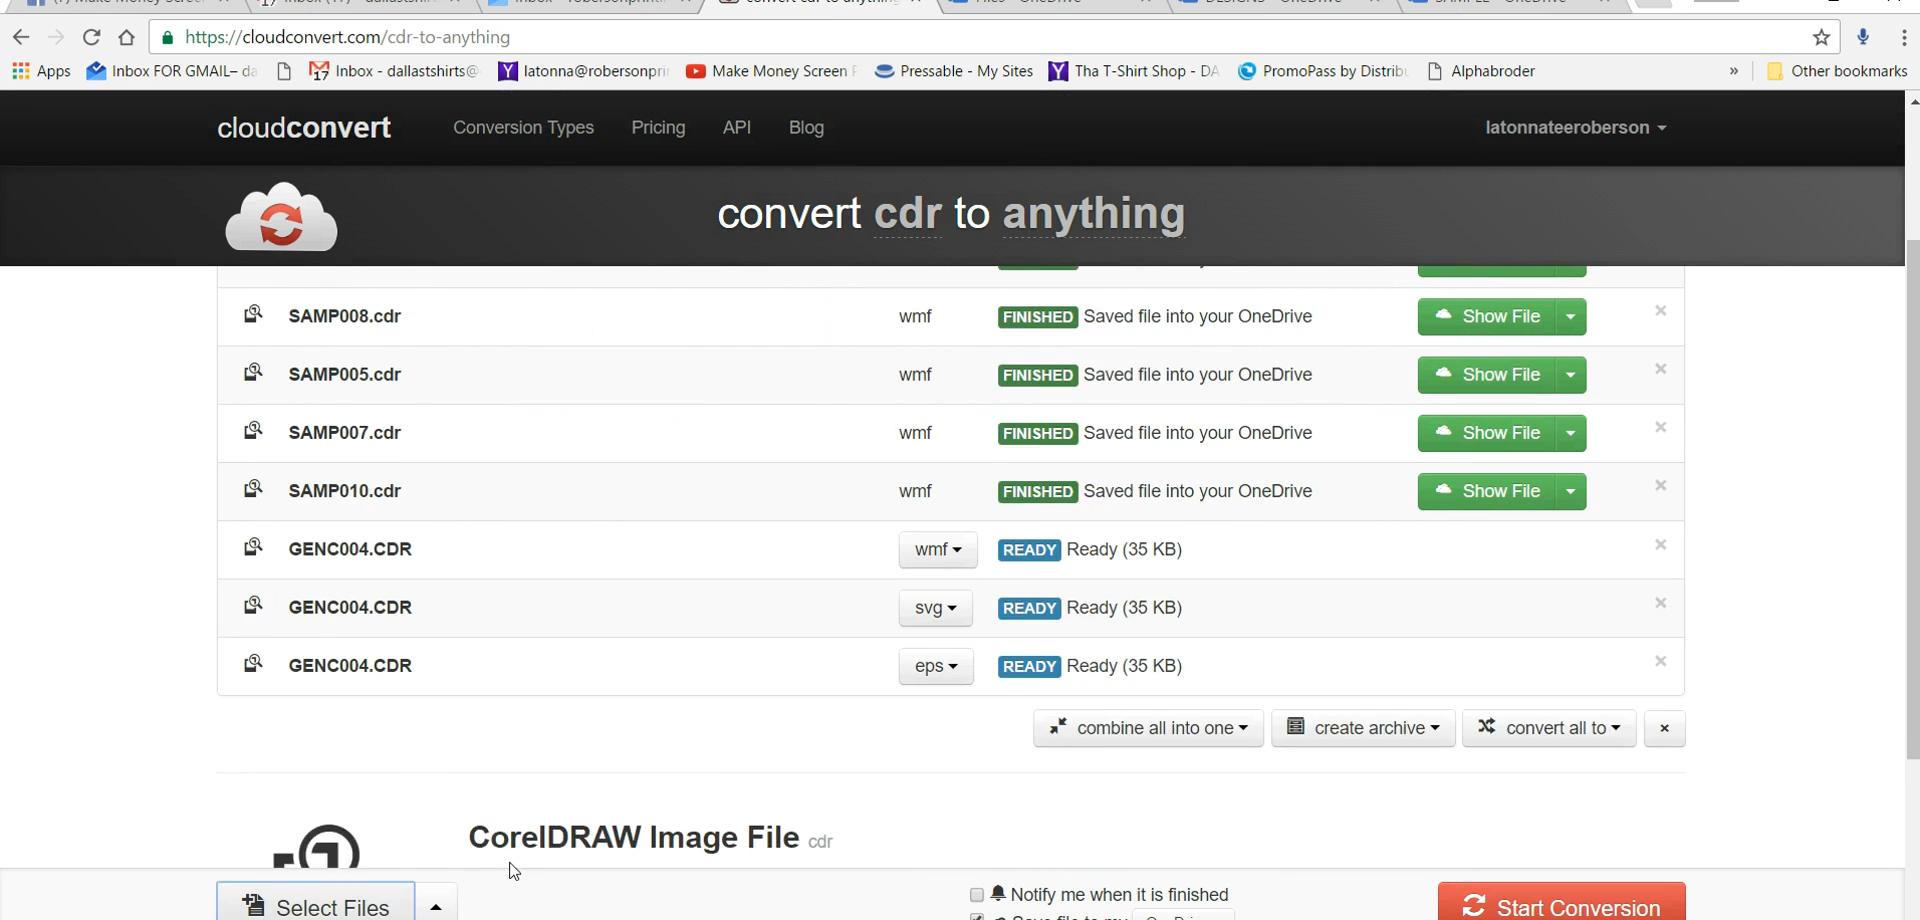 https://cloudconvert.com/cdr-to-anything
Apps Inbox FOR GMAIL– da Inbox - dallastshirts@ latonna@robersonpri Make Money Screen Pressable - My Sites Tha T-Shirt Shop - DA PromoPass by Distrib Alphabroder » Other bookmarks
cloudconvert Conversion Types Pricing API Blog latonnateeroberson
convert cdr to anything
SAMP008.cdr wmf FINISHED Saved file into your OneDrive Show File ×
SAMP005.cdr wmf FINISHED Saved file into your OneDrive Show File ×
SAMP007.cdr wmf FINISHED Saved file into your OneDrive Show File ×
SAMP010.cdr wmf FINISHED Saved file into your OneDrive Show File ×
GENC004.CDR wmf READY Ready (35 KB) ×
GENC004.CDR svg READY Ready (35 KB) ×
GENC004.CDR eps READY Ready (35 KB) ×
combine all into one create archive convert all to ×
CorelDRAW Image File cdr
Notify me when it is finished
Select Files Start Conversion